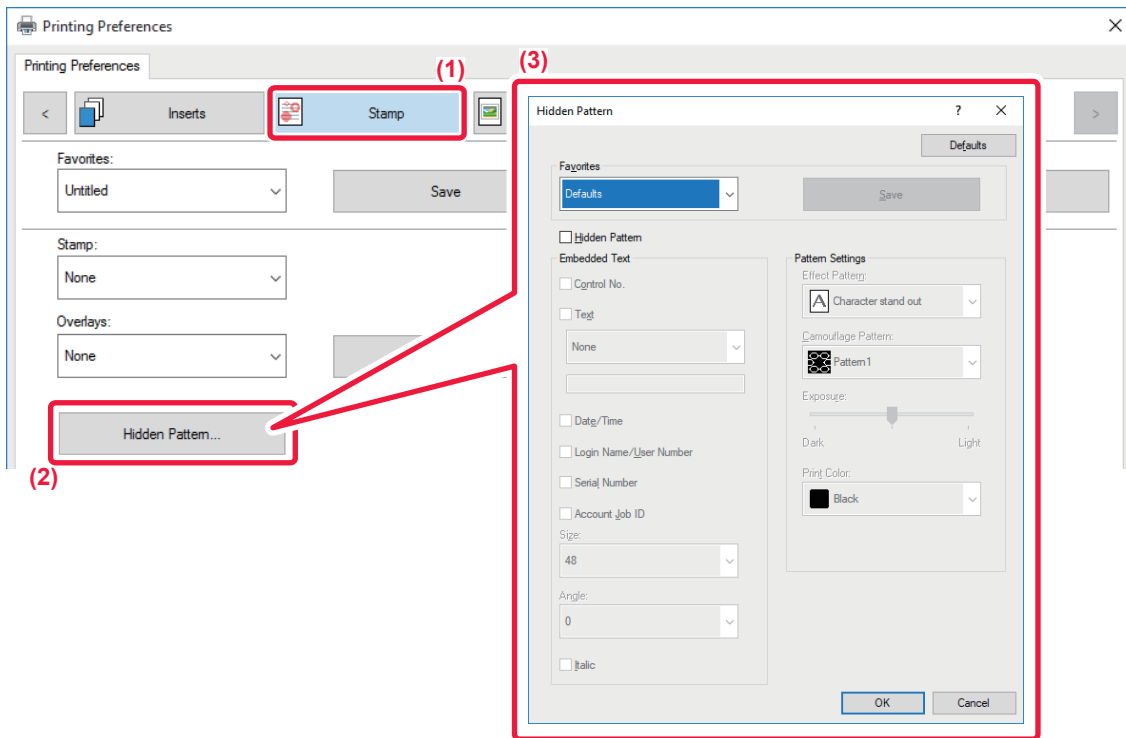 Printing Preferences
Printing Preferences
(1)
(3)
<
Inserts
Stamp
>
Favorites:
Untitled
Save
Stamp:
None
Overlays:
None
Hidden Pattern...
(2)
Hidden Pattern
?
Defaults
Favorites
Defaults
Save
Hidden Pattern
Embedded Text
Control No.
Text
None
Date/Time
Login Name/User Number
Serial Number
Account Job ID
Size:
48
Angle:
0
Italic
Pattern Settings
Effect Pattern:
A Character stand out
Camouflage Pattern:
Pattern1
Exposure:
Dark Light
Print Color:
Black
OK Cancel